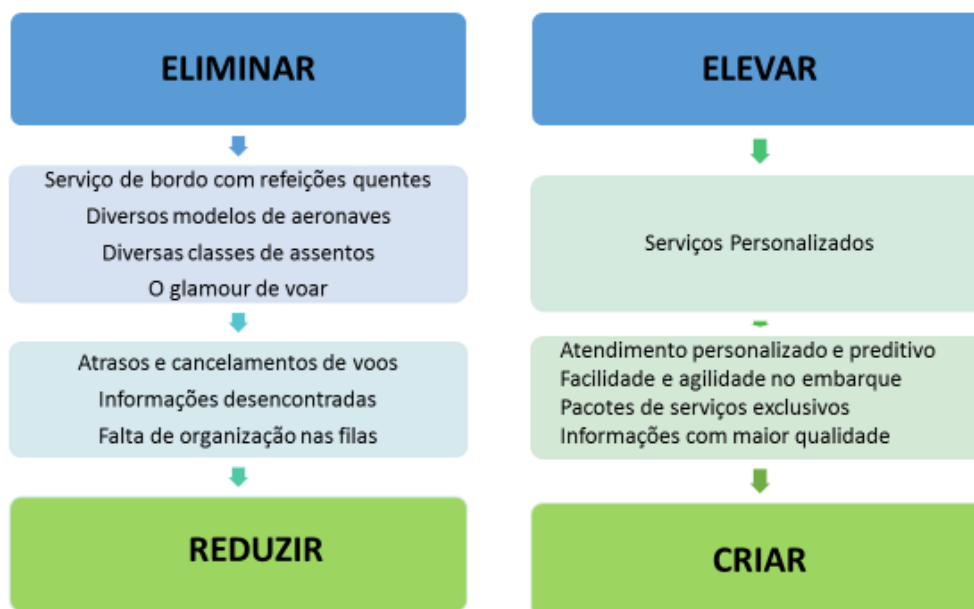 ELIMINAR
Serviço de bordo com refeições quentes
Diversos modelos de aeronaves
Diversas classes de assentos
O glamour de voar
Atrasos e cancelamentos de voos
Informações desencontradas
Falta de organização nas filas
REDUZIR
ELEVAR
Serviços Personalizados
Atendimento personalizado e preditivo
Facilidade e agilidade no embarque
Pacotes de serviços exclusivos
Informações com maior qualidade
CRIAR